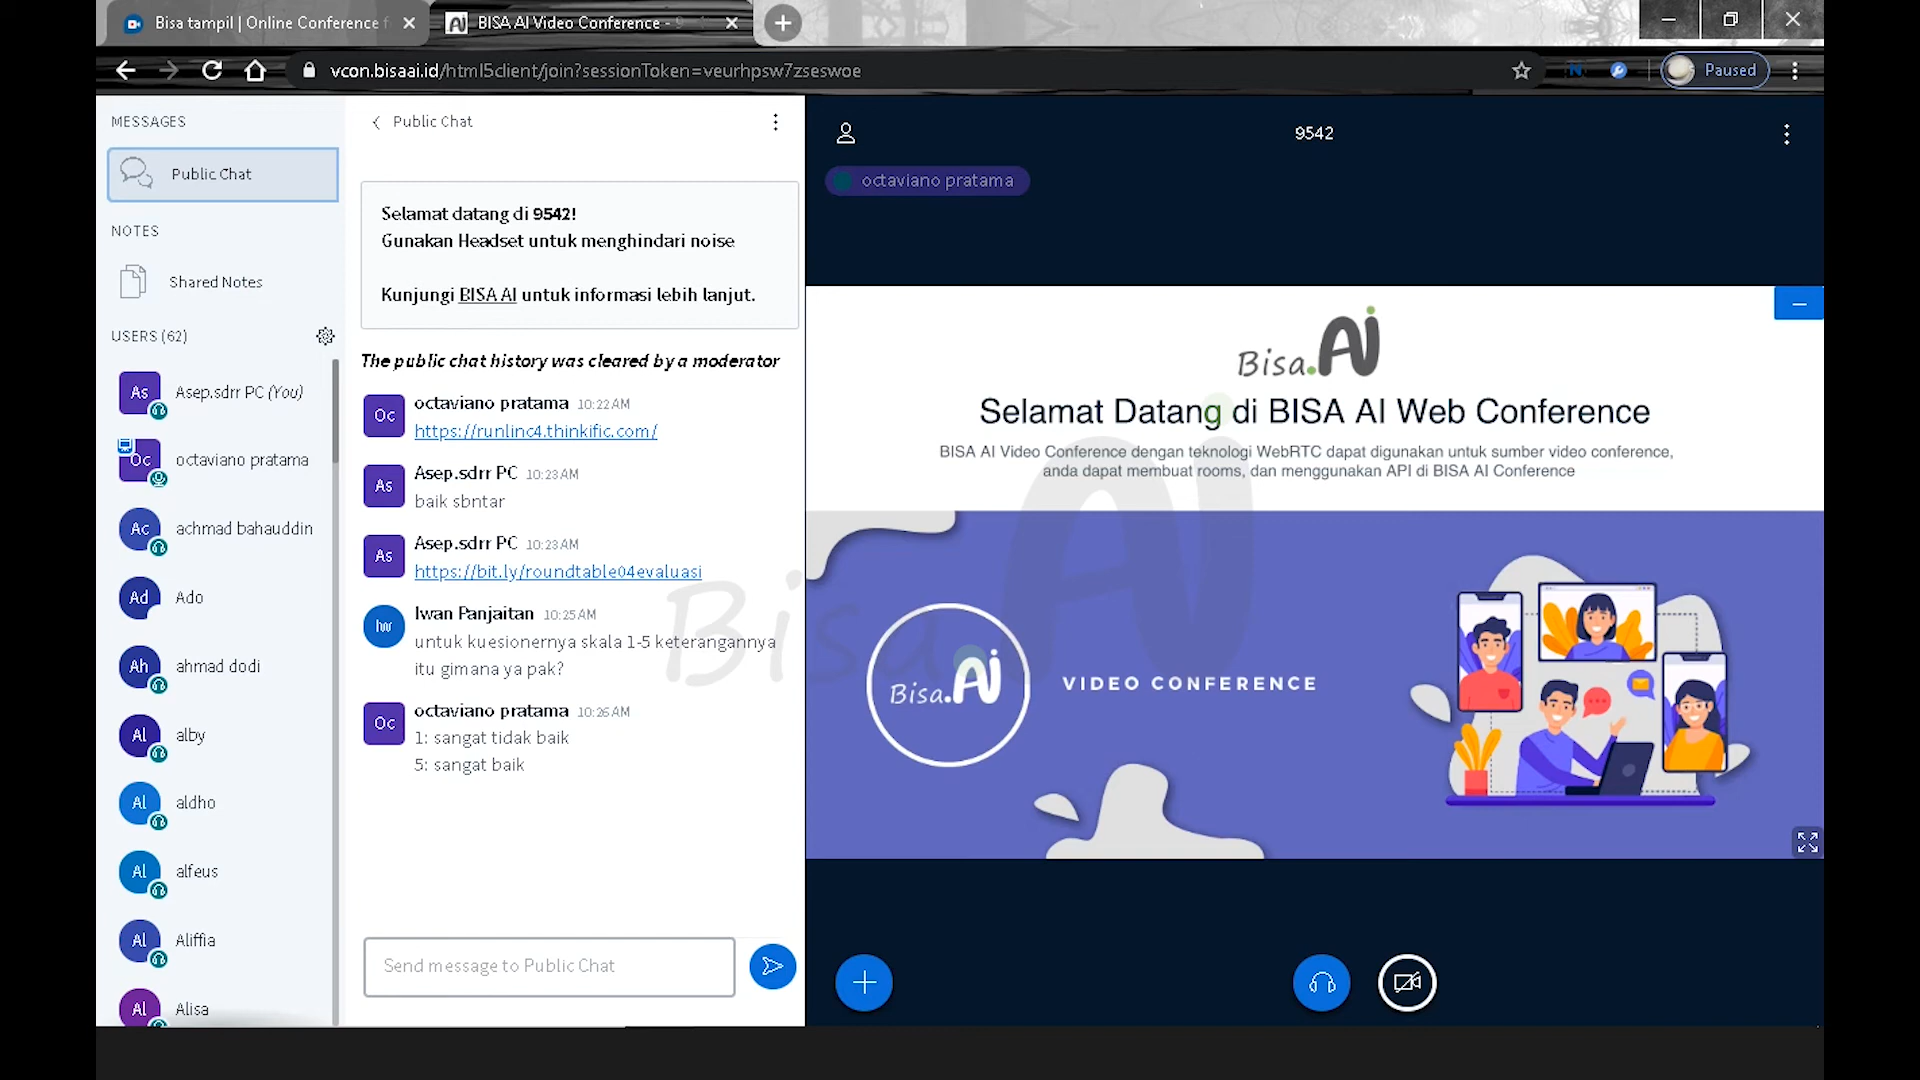 Bisa tampil | Online Conference f
BISA AI Video Conference - 9
vcon.bisaai.id/html5client/join?sessionToken=veurhpsw7zseswoe
Paused
MESSAGES
Public Chat
NOTES
Shared Notes
USERS (62)
As
Asep.sdrr PC (You)
Oc
octaviano pratama
Ac
achmad bahauddin
Ad
Ado
Ah
ahmad dodi
Al
alby
Al
aldho
Al
alfeus
Al
Aliffia
Al
Alisa
Public Chat
Selamat datang di 9542!
Gunakan Headset untuk menghindari noise
Kunjungi BISA AI untuk informasi lebih lanjut.
The public chat history was cleared by a moderator
Oc
octaviano pratama 10:22 AM
https://runlinc4.thinkific.com/
As
Asep.sdrr PC 10:23 AM
baik sbntar
As
Asep.sdrr PC 10:23 AM
https://bit.ly/roundtable04evaluasi
Iw
Iwan Panjaitan 10:25 AM
untuk kuesionernya skala 1-5 keterangannya
itu gimana ya pak?
Oc
octaviano pratama 10:26 AM
1: sangat tidak baik
5: sangat baik
Send message to Public Chat
9542
octaviano pratama
Bisa.AI
Selamat Datang di BISA AI Web Conference
BISA AI Video Conference dengan teknologi WebRTC dapat digunakan untuk sumber video conference,
anda dapat membuat rooms, dan menggunakan API di BISA AI Conference
Bisa.AI
VIDEO CONFERENCE
Bisa.AI